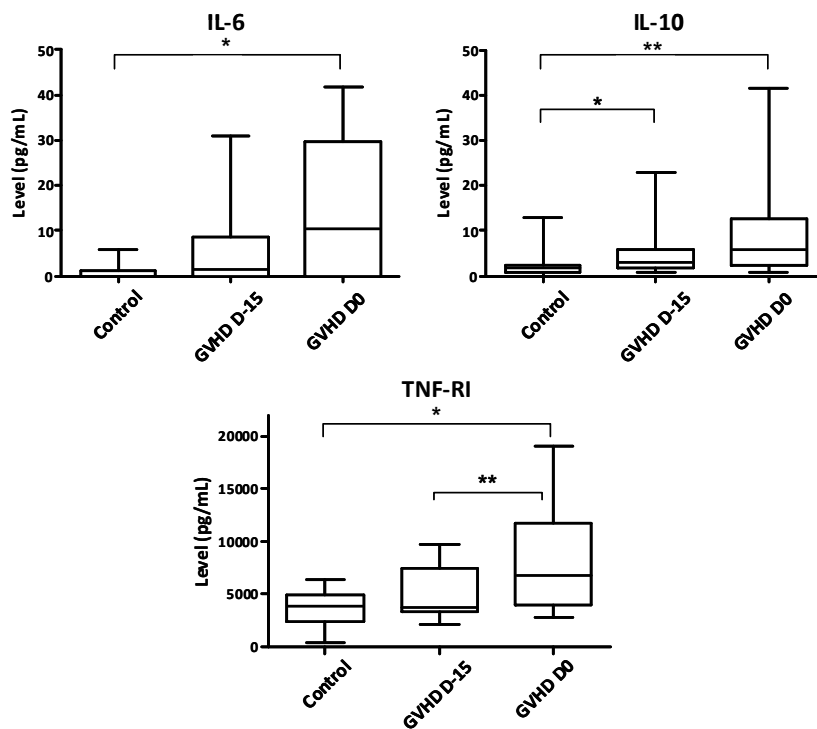 IL-6
*
Level (pg/mL)
50
40
30
20
10
0
Control
GVHD D-15
GVHD D0
IL-10
**
*
Level (pg/mL)
50
40
30
20
10
0
Control
GVHD D-15
GVHD D0
TNF-RI
*
**
Level (pg/mL)
20000
15000
10000
5000
0
Control
GVHD D-15
GVHD D0